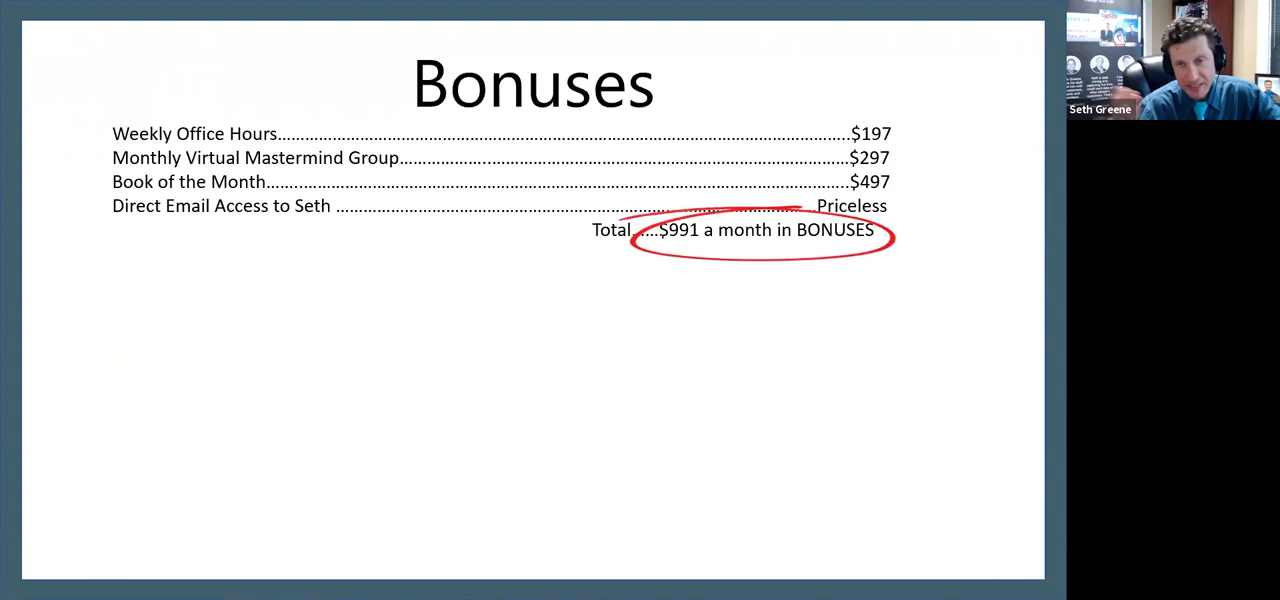 Bonuses
Weekly Office Hours……………………………………………………………………………………………..$197
Monthly Virtual Mastermind Group……………..………………………………………………………………$297
Book of the Month……..………………………………………………………………………………………..$497
Direct Email Access to Seth ……………………………………………………………………………….Priceless
Total…….$991 a month in BONUSES
Seth Greene